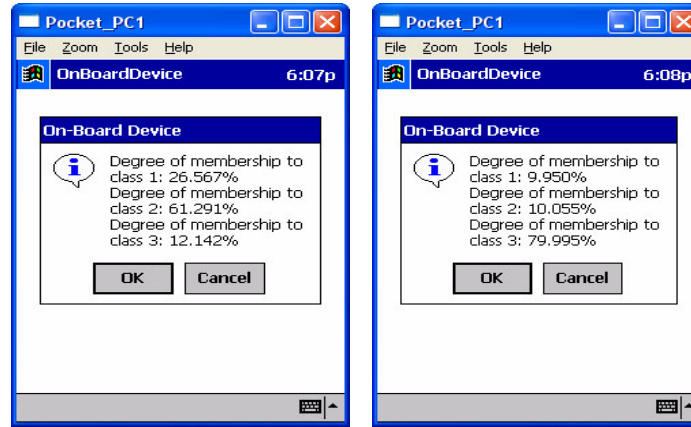 Pocket_PC1
File Zoom Tools Help
OnBoardDevice 6:07p
On-Board Device
Degree of membership to
class 1: 26.567%
Degree of membership to
class 2: 61.291%
Degree of membership to
class 3: 12.142%
OK Cancel
Pocket_PC1
File Zoom Tools Help
OnBoardDevice 6:08p
On-Board Device
Degree of membership to
class 1: 9.950%
Degree of membership to
class 2: 10.055%
Degree of membership to
class 3: 79.995%
OK Cancel